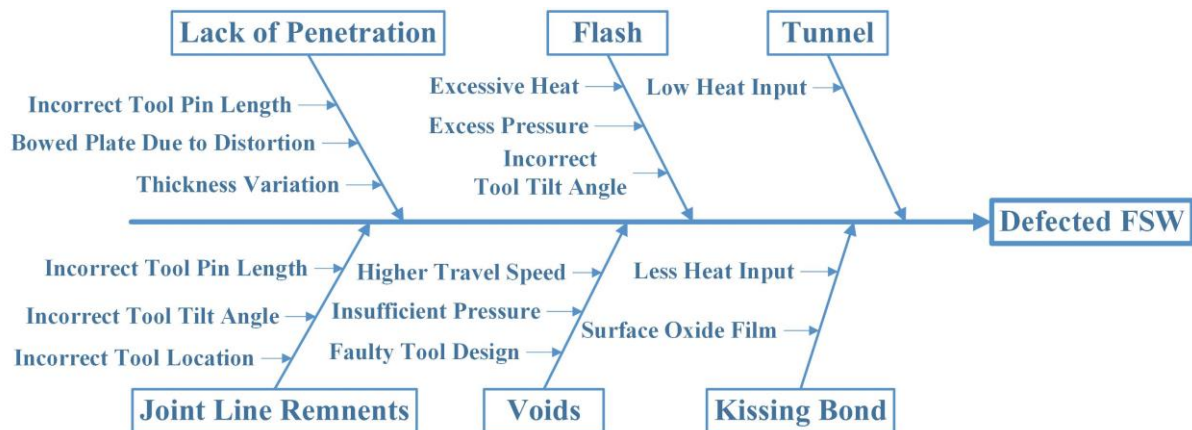 Lack of Penetration
Flash
Tunnel
Incorrect Tool Pin Length
Bowed Plate Due to Distortion
Thickness Variation
Excessive Heat
Excess Pressure
Incorrect
Tool Tilt Angle
Low Heat Input
Defected FSW
Incorrect Tool Pin Length
Incorrect Tool Tilt Angle
Incorrect Tool Location
Higher Travel Speed
Insufficient Pressure
Faulty Tool Design
Less Heat Input
Surface Oxide Film
Joint Line Remnents
Voids
Kissing Bond